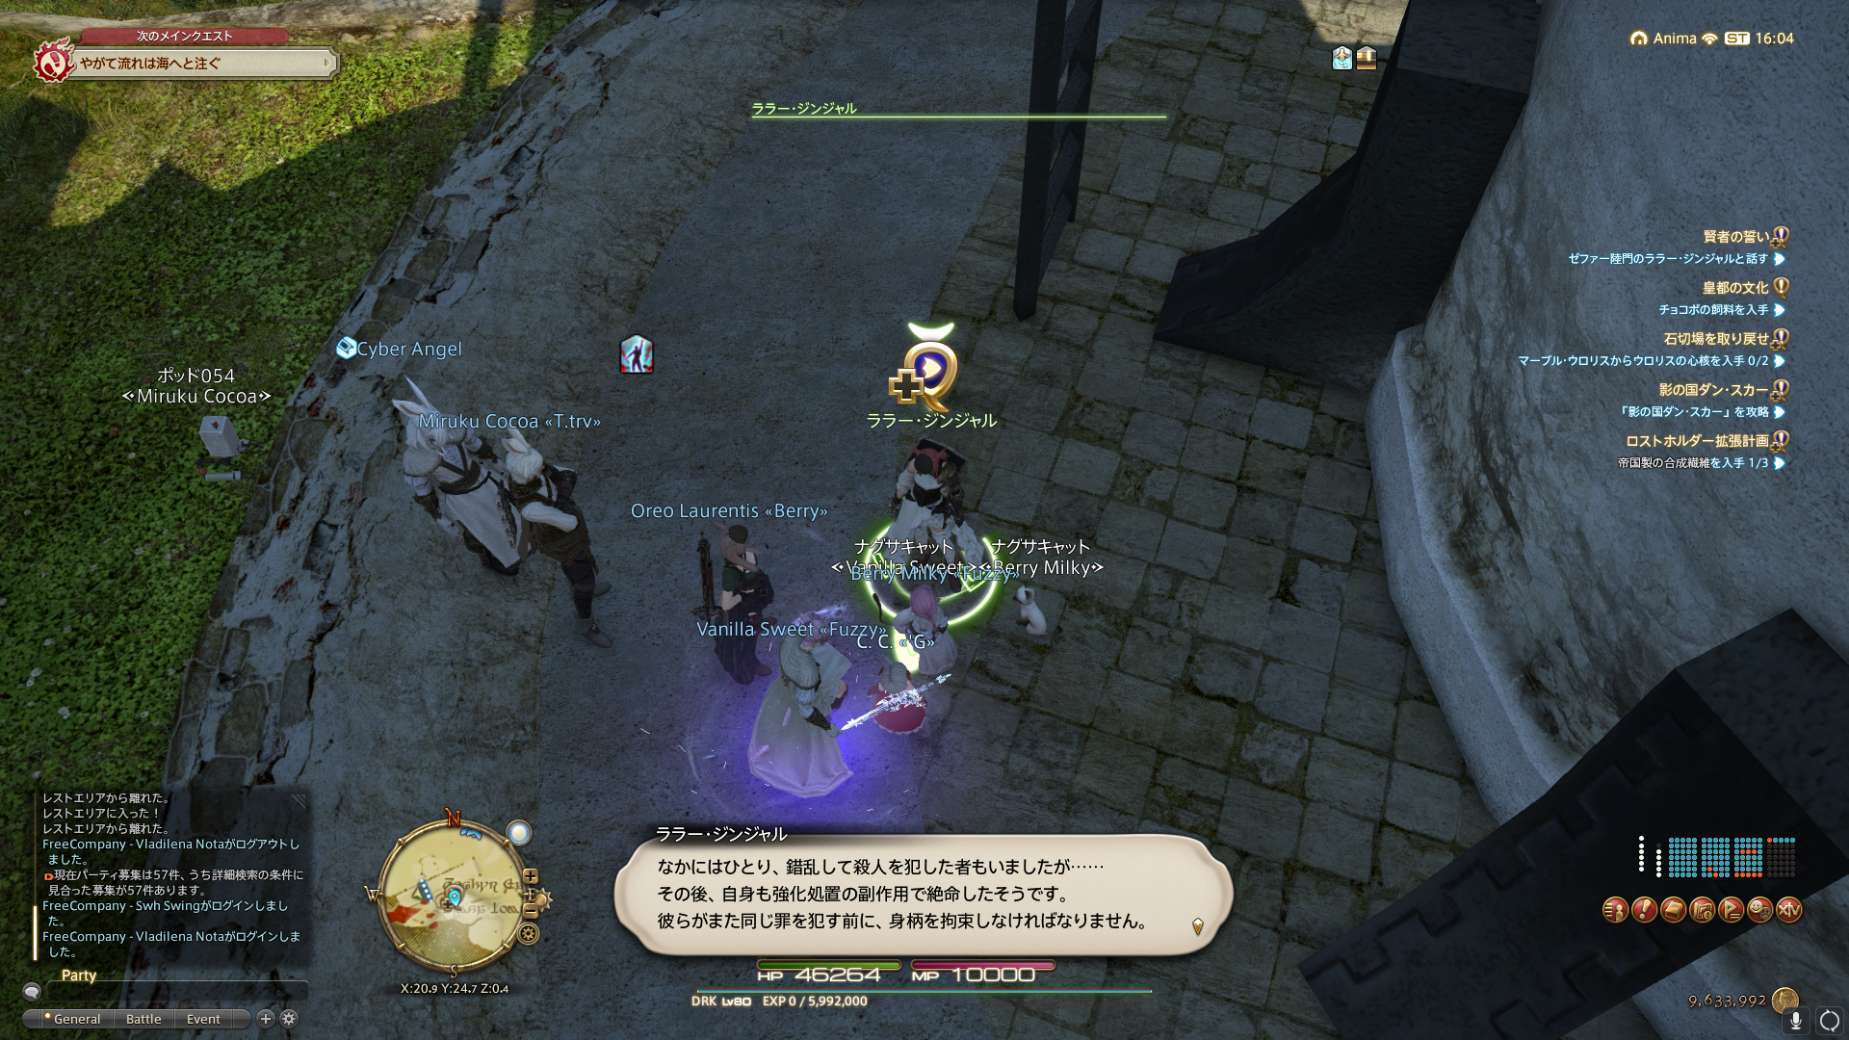 次のメインクエスト
やがて流れは海へと注ぐ
Anima ST 16:04
ララー・ジンジャル
賢者の誓い
ゼファー陸門のララー・ジンジャルと話す
皇都の文化
チョコボの飼料を入手
石切場を取り戻せ
マーブル・ウロリスからウロリスの心核を入手 0/2
影の国ダン・スカー
「影の国ダン・スカー」を攻略
ロストホルダー拡張計画
帝国製の合成繊維を入手 1/3
Cyber Angel
ポッド054
Miruku Cocoa
Miruku Cocoa «T.trv»
ララー・ジンジャル
Oreo Laurentis «Berry»
ナグサキャット
ナグサキャット
Vanilla Sweet
Berry Milky
Berry Milky «Fuzzy»
Vanilla Sweet «Fuzzy»
C. C. «'G»
レストエリアから離れた。
レストエリアに入った！
レストエリアから離れた。
FreeCompany - Vladilena Notaがログアウトし
ました。
現在パーティ募集は57件、うち詳細検索の条件に
見合った募集が57件あります。
FreeCompany - Swh Swingがログインしまし
た。
FreeCompany - Vladilena Notaがログインしま
した。
Party
General Battle Event
N
W
S
X:20.9 Y:24.7 Z:0.4
ララー・ジンジャル
なかにはひとり、錯乱して殺人を犯した者もいましたが……
その後、自身も強化処置の副作用で絶命したそうです。
彼らがまた同じ罪を犯す前に、身柄を拘束しなければなりません。
HP 46264 MP 10000
DRK Lv80 EXP 0 / 5,992,000
XIV
9,633,992